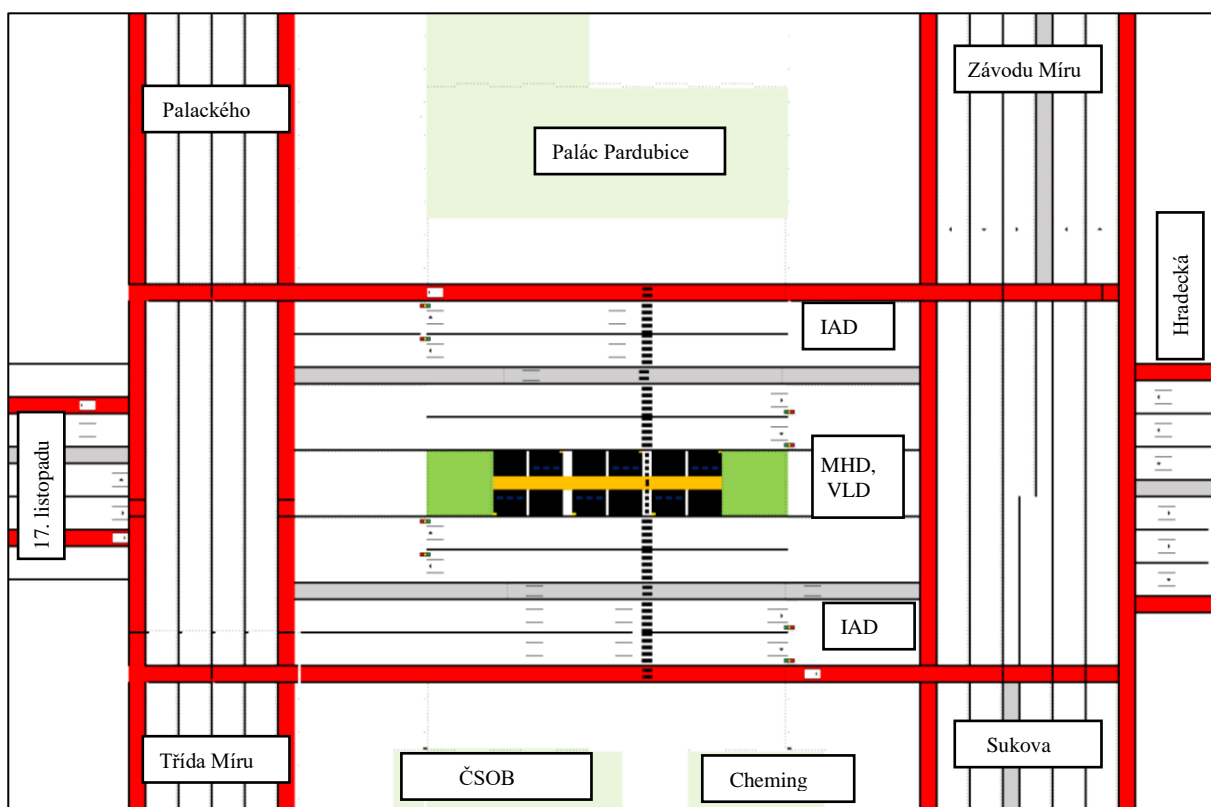 Palackého
Závodu Míru
Palác Pardubice
Hradecká
IAD
17. listopadu
MHD,
VLD
IAD
Třída Míru
ČSOB
Cheming
Sukova